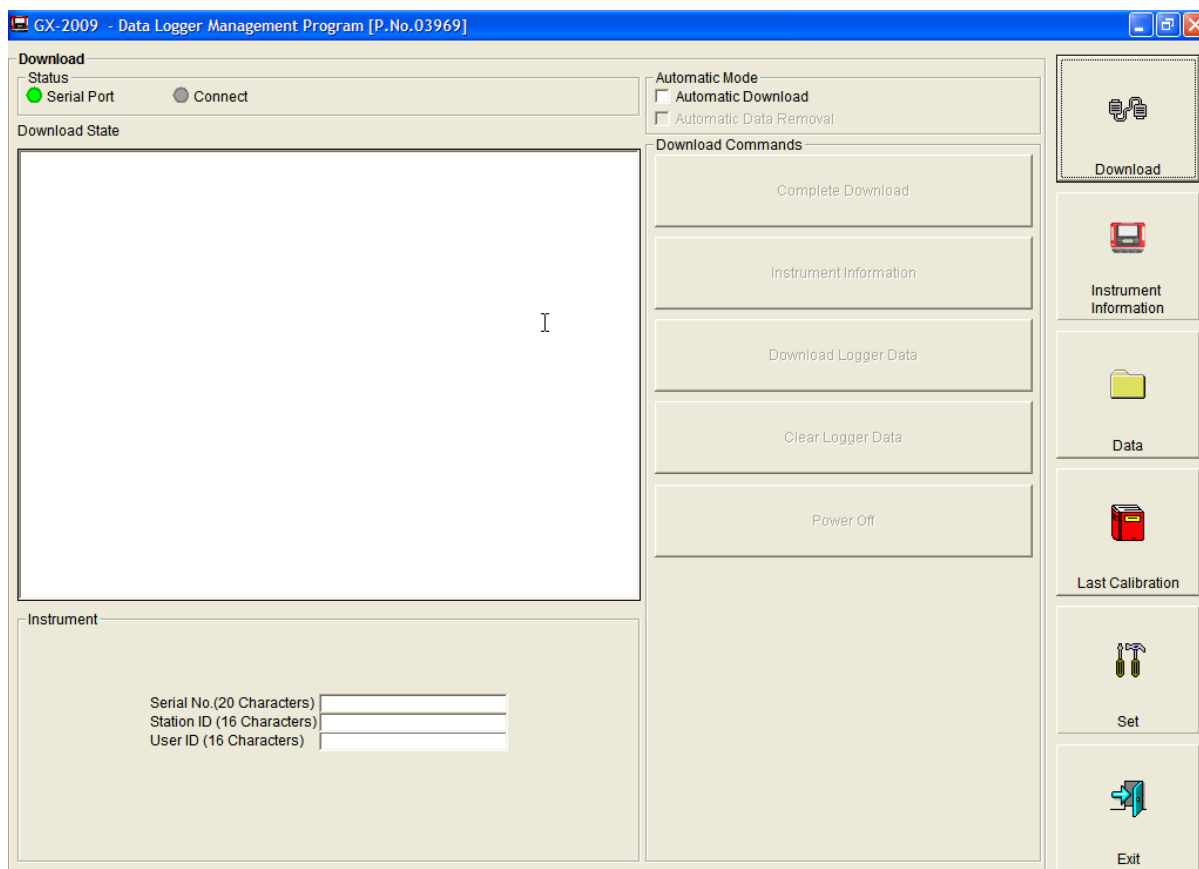 GX-2009 - Data Logger Management Program [P.No.03969]
Download
Status
Serial Port
Connect
Download State
Automatic Mode
Automatic Download
Automatic Data Removal
Download Commands
Complete Download
Instrument Information
Download Logger Data
Clear Logger Data
Power Off
Instrument
Serial No.(20 Characters)
Station ID (16 Characters)
User ID (16 Characters)
Download
Instrument
Information
Data
Last Calibration
Set
Exit